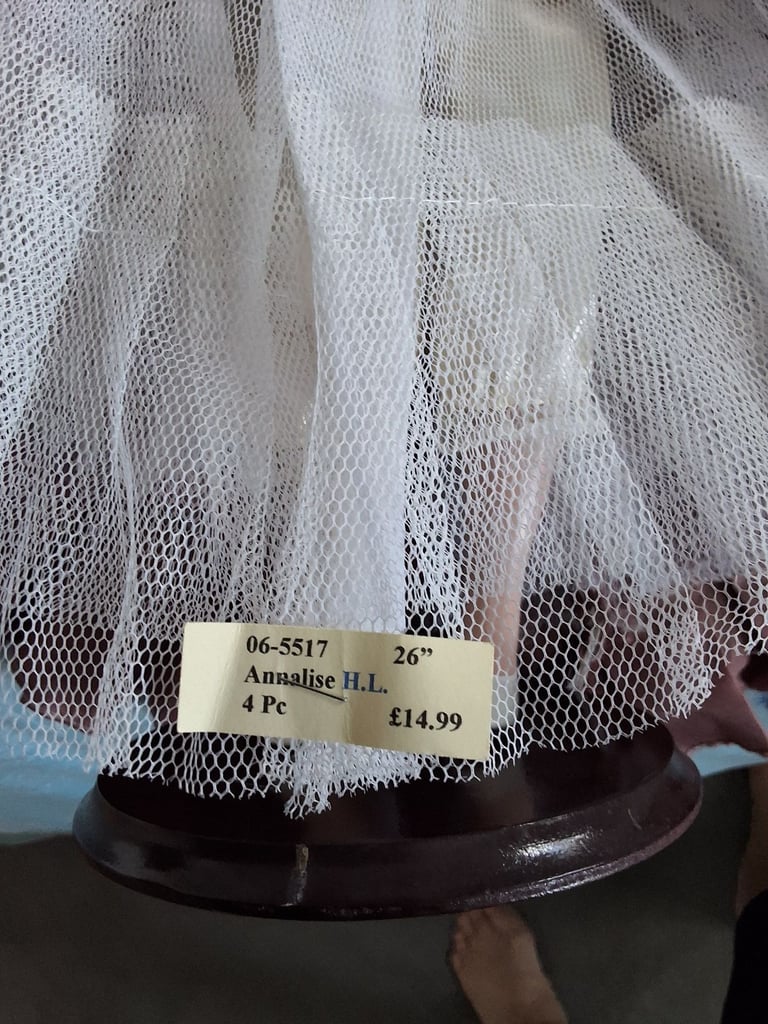 06-5517 26”
Annalise H.L.
4 Pc £14.99